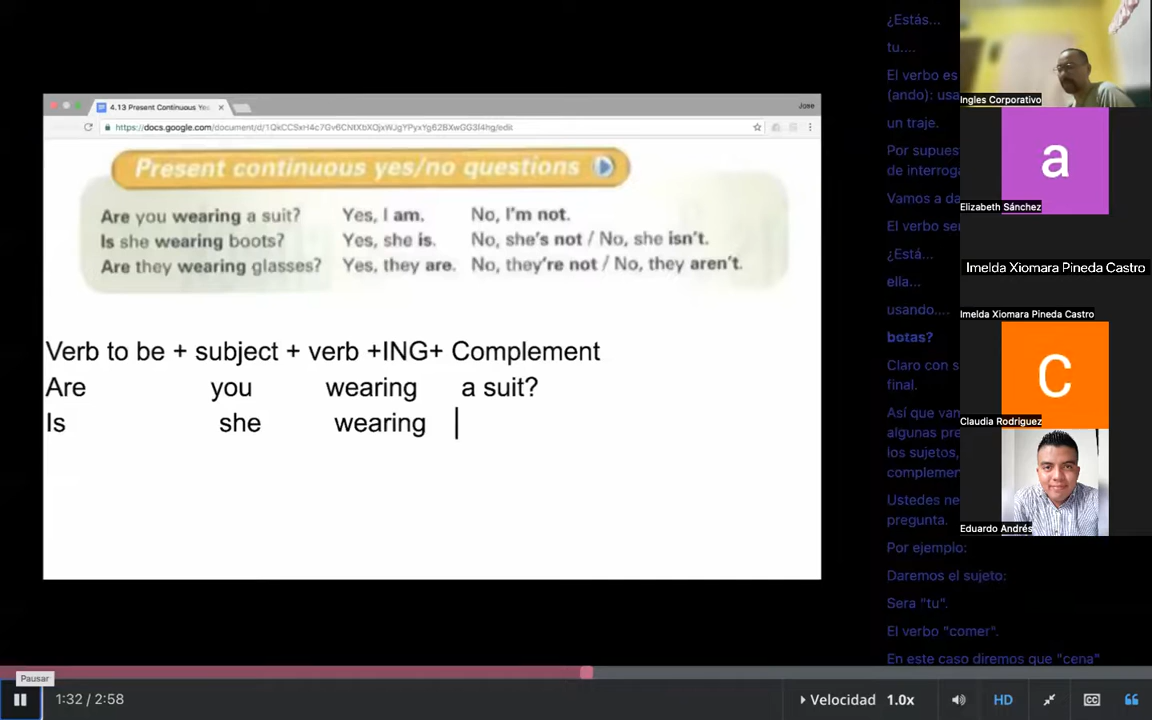 4.13 Present Continuous Yes
Jose
https://docs.google.com/document/d/1QkCCSxH4c7Gv6CNtXbXOjxWJgYPyxYg62BXwGG3l4hg/edit
Present continuous yes/no questions
Are you wearing a suit? Yes, I am. No, I'm not.
Is she wearing boots? Yes, she is. No, she's not / No, she isn't.
Are they wearing glasses? Yes, they are. No, they're not / No, they aren't.
Verb to be + subject + verb +ING+ Complement
Are you wearing a suit?
Is she wearing
¿Estás...
tu....
El verbo es
(ando): usa
un traje.
Por supues
de interrog
Vamos a da
El verbo se
¿Está...
ella...
usando....
botas?
Claro con s
final.
Así que van
algunas pre
los sujetos,
complemen
Ustedes ne
pregunta.
Por ejemplo:
Daremos el sujeto:
Sera "tu".
El verbo "comer".
En este caso diremos que "cena"
Ingles Corporativo
a
Elizabeth Sánchez
Imelda Xiomara Pineda Castro
Imelda Xiomara Pineda Castro
C
Claudia Rodriguez
Eduardo Andrés
Pausar
1:32 / 2:58
Velocidad 1.0x
HD
CC